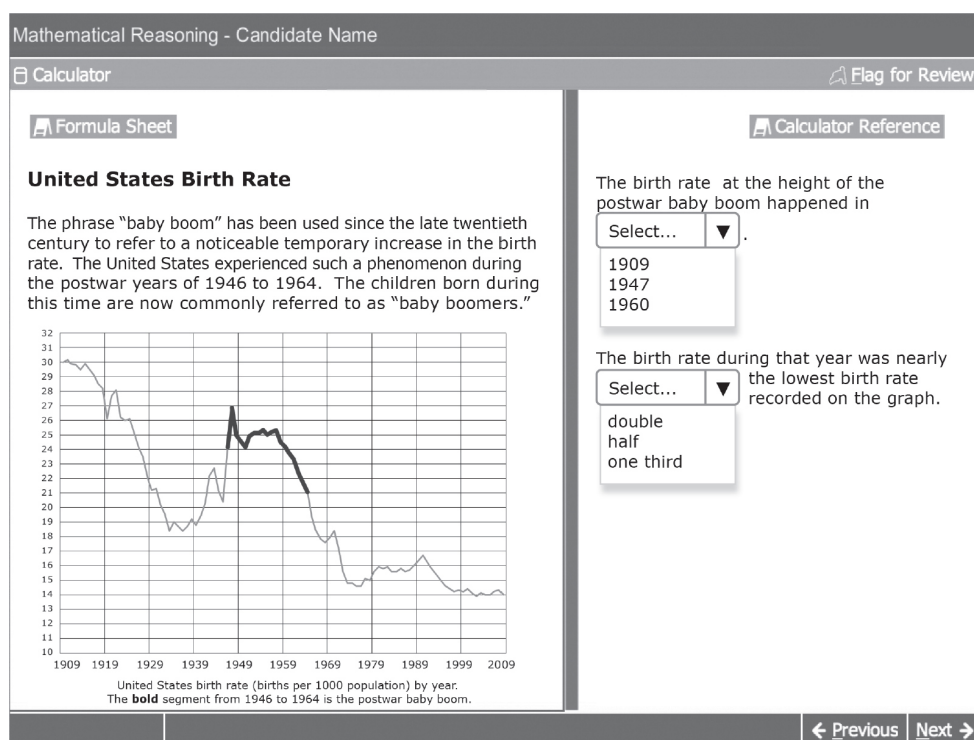 Mathematical Reasoning - Candidate Name
Calculator
Flag for Review
Formula Sheet
United States Birth Rate
The phrase “baby boom” has been used since the late twentieth
century to refer to a noticeable temporary increase in the birth
rate.  The United States experienced such a phenomenon during
the postwar years of 1946 to 1964.  The children born during
this time are now commonly referred to as “baby boomers.”
32
31
30
29
28
27
26
25
24
23
22
21
20
19
18
17
16
15
14
13
12
11
10
1909 1919 1929 1939 1949 1959 1969 1979 1989 1999 2009
United States birth rate (births per 1000 population) by year.
The bold segment from 1946 to 1964 is the postwar baby boom.
Calculator Reference
The birth rate  at the height of the
postwar baby boom happened in
Select... ▼ .
1909
1947
1960
The birth rate during that year was nearly
Select... ▼ the lowest birth rate
recorded on the graph.
double
half
one third
← Previous
Next →